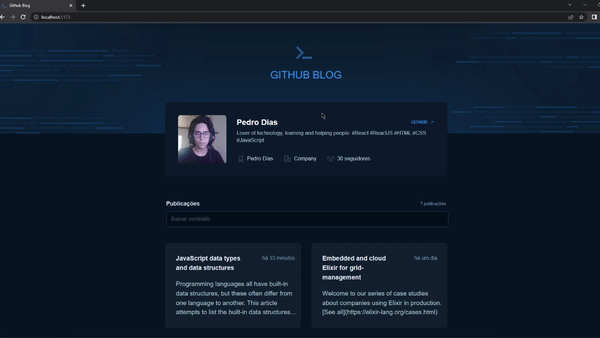 Github Blog
localhost:5173
GITHUB BLOG
Pedro Dias
GITHUB
Lover of technology, learning and helping people. #React #ReactJS #HTML #CSS
#JavaScript
Pedro Dias
Company
30 seguidores
Publicações
7 publicações
Buscar conteúdo
JavaScript data types
and data structures
há 33 minutos
Programming languages all have built-in
data structures, but these often differ from
one language to another. This article
attempts to list the built-in data structures...
Embedded and cloud
Elixir for grid-
management
há um dia
Welcome to our series of case studies
about companies using Elixir in production.
[See all](https://elixir-lang.org/cases.html)